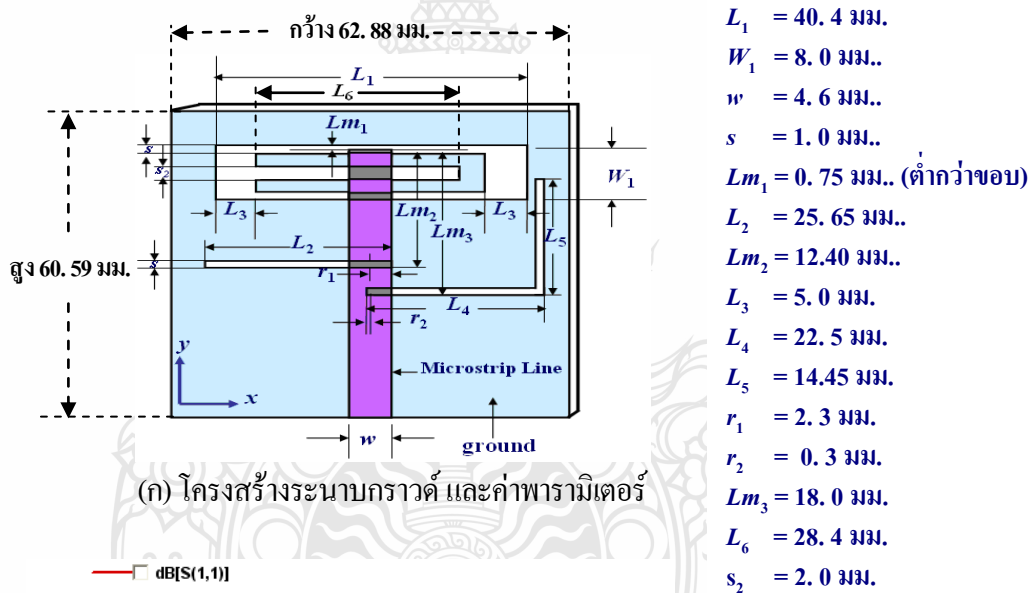 กว้าง 62. 88 มม.
L1
L6
Lm1
s
s2
W1
L3
Lm2
L3
L2
Lm3
L5
สูง 60. 59 มม.
s
r1
L4
r2
y
x
Microstrip Line
w
ground
(ก) โครงสร้างระนาบกราวด์ และค่าพารามิเตอร์
dB[S(1,1)]
L1 = 40. 4 มม.
W1 = 8. 0 มม..
w = 4. 6 มม..
s = 1. 0 มม..
Lm1 = 0. 75 มม.. (ต่ำกว่าขอบ)
L2 = 25. 65 มม..
Lm2 = 12.40 มม..
L3 = 5. 0 มม.
L4 = 22. 5 มม.
L5 = 14.45 มม.
r1 = 2. 3 มม.
r2 = 0. 3 มม.
Lm3 = 18. 0 มม.
L6 = 28. 4 มม.
s2 = 2. 0 มม.